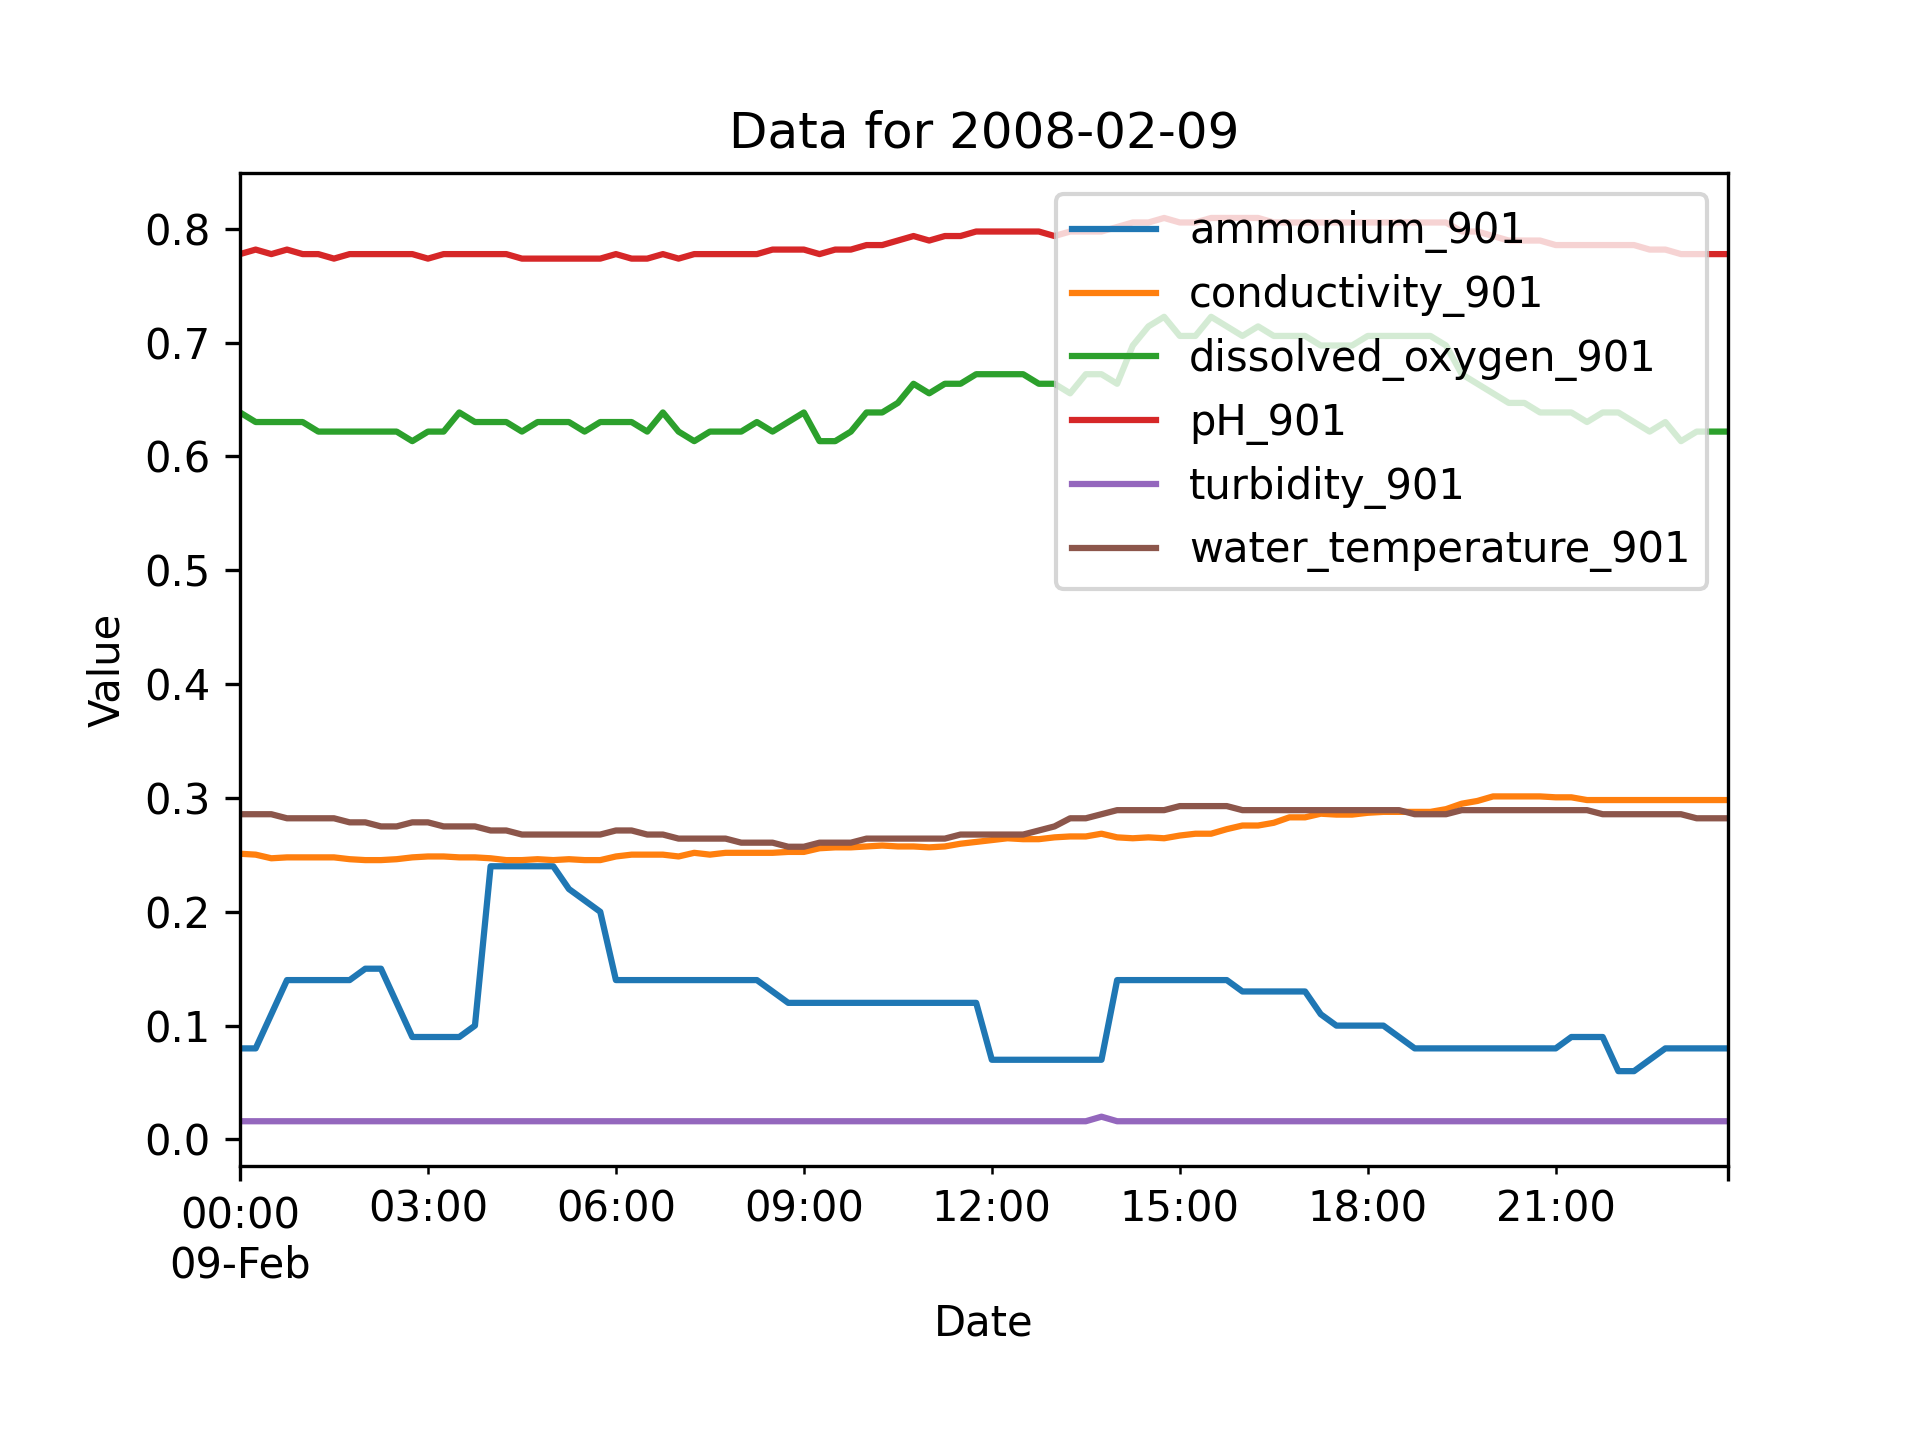 Data for 2008-02-09
0.8
0.7
0.6
0.5
0.4
0.3
0.2
0.1
0.0
Value
ammonium_901
conductivity_901
dissolved_oxygen_901
pH_901
turbidity_901
water_temperature_901
00:00 03:00 06:00 09:00 12:00 15:00 18:00 21:00
09-Feb
Date